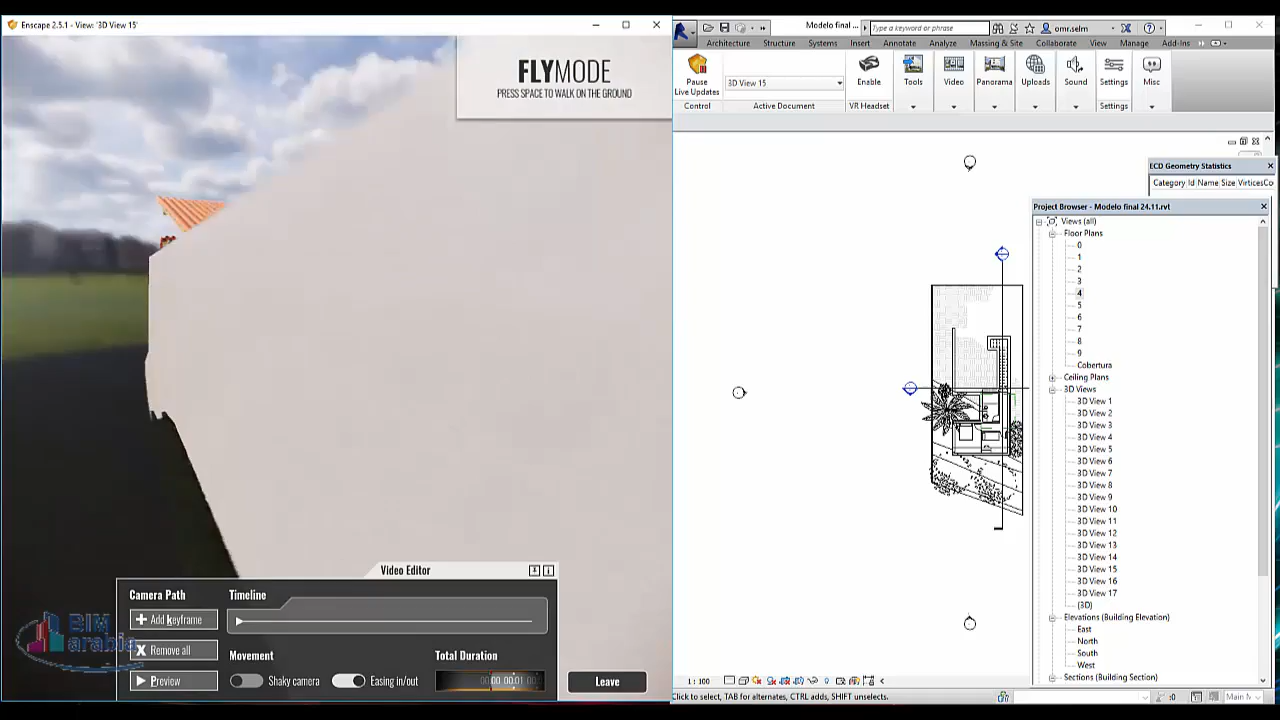 Enscape 2.5.1 - View: '3D View 15'
FLYMODE
PRESS SPACE TO WALK ON THE GROUND
Video Editor
Camera Path
Timeline
Add keyframe
Remove all
Movement
Total Duration
Preview
Shaky camera
Easing in/out
Leave
BIM
arabia
Modelo final ...
Type a keyword or phrase
omr.selm
Architecture
Structure
Systems
Insert
Annotate
Analyze
Massing & Site
Collaborate
View
Manage
Add-Ins
Pause
Live Updates
3D View 15
Enable
Tools
Video
Panorama
Uploads
Sound
Settings
Misc
Control
Active Document
VR Headset
Settings
ECD Geometry Statistics
Category Id Name Size VirticesCo
Project Browser - Modelo final 24.11.rvt
Views (all)
Floor Plans
0
1
2
3
4
5
6
7
8
9
Cobertura
Ceiling Plans
3D Views
3D View 1
3D View 2
3D View 3
3D View 4
3D View 5
3D View 6
3D View 7
3D View 8
3D View 9
3D View 10
3D View 11
3D View 12
3D View 13
3D View 14
3D View 15
3D View 16
3D View 17
{3D}
Elevations (Building Elevation)
East
North
South
West
Sections (Building Section)
1 : 100
Click to select, TAB for alternates, CTRL adds, SHIFT unselects.
:0
Main M